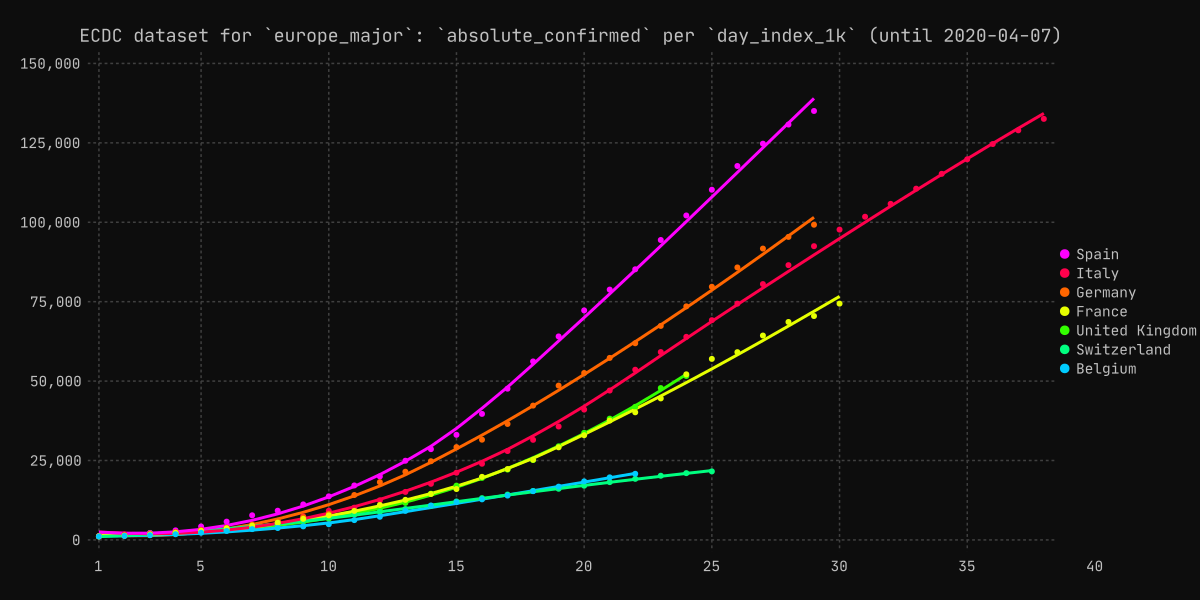 ECDC dataset for `europe_major`: `absolute_confirmed` per `day_index_1k` (until 2020-04-07)
150,000
125,000
100,000
75,000
50,000
25,000
0
1 5 10 15 20 25 30 35 40
Spain
Italy
Germany
France
United Kingdom
Switzerland
Belgium